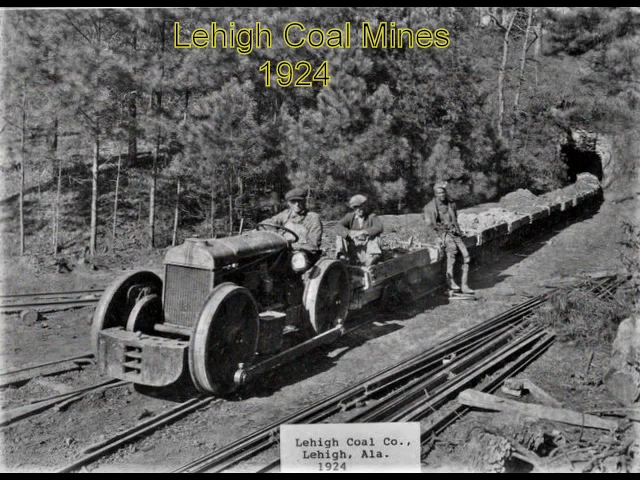 Lehigh Coal Mines
1924
Lehigh Coal Co.,
Lehigh, Ala.
1924